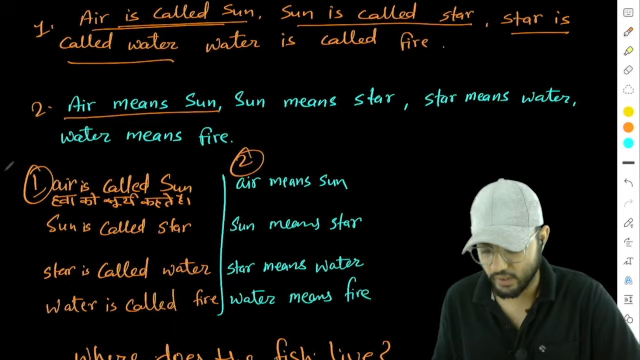 1. Air is called Sun, Sun is called star, star is
called water water is called fire.
2. Air means Sun, Sun means star, star means water,
water means fire.
1 air is called Sun
हवा को सूर्य कहते है।
Sun is called star
star is called water
water is called fire
2
air means sun
Sun means star
star means water
water means fire
Where does the fish live?